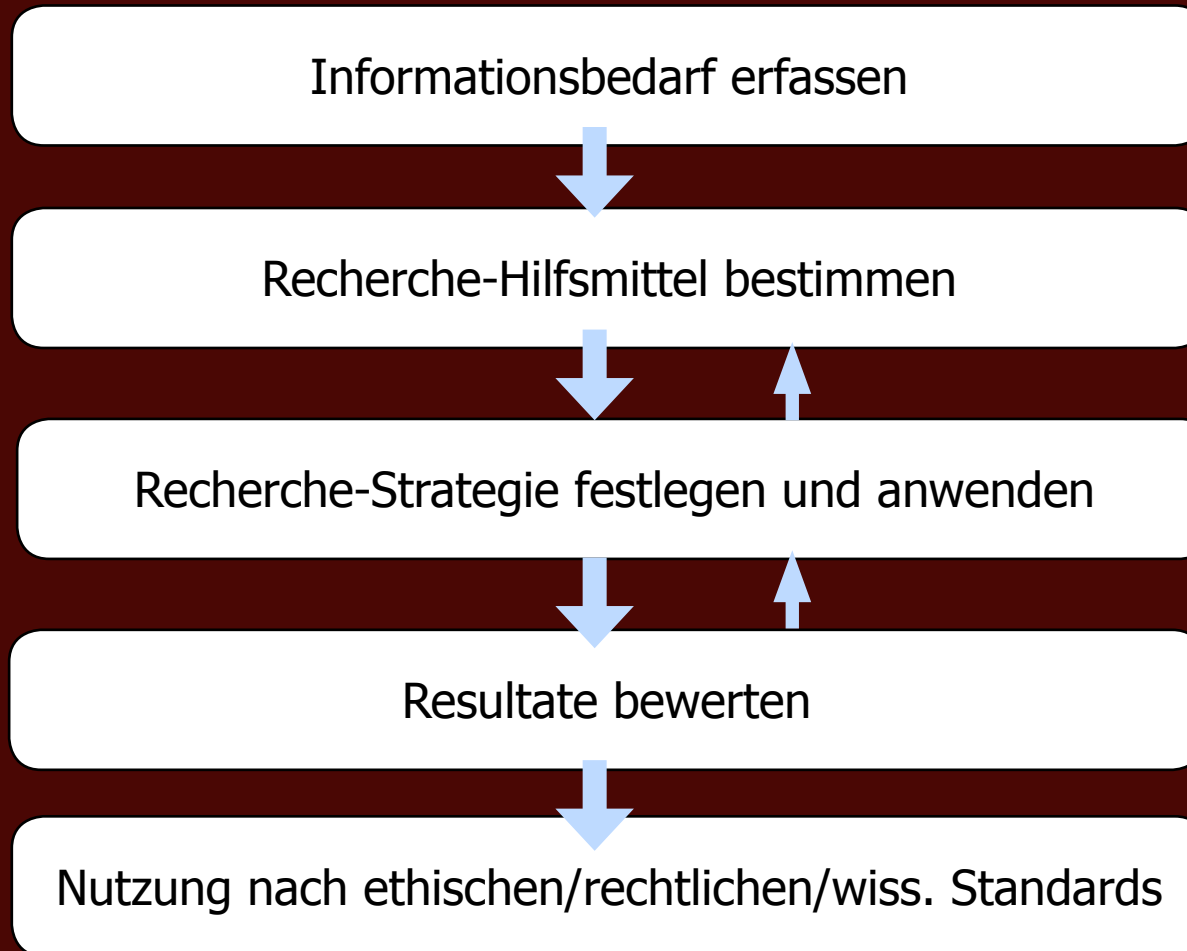 Informationsbedarf erfassen
Recherche-Hilfsmittel bestimmen
Recherche-Strategie festlegen und anwenden
Resultate bewerten
Nutzung nach ethischen/rechtlichen/wiss. Standards